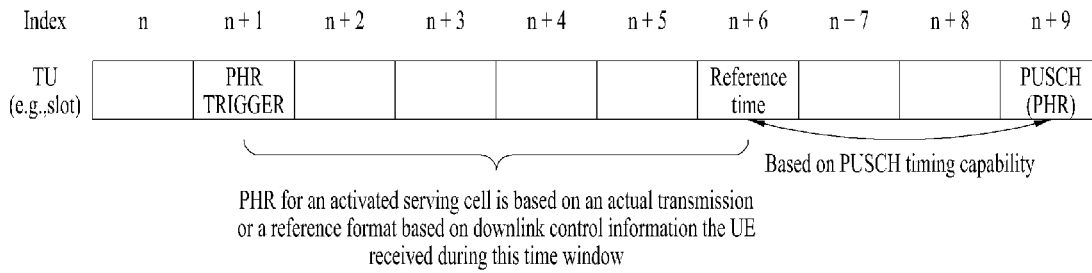 Index n n + 1 n + 2 n + 3 n + 4 n + 5 n + 6 n − 7 n + 8 n + 9
TU (e.g.,slot)
PHR TRIGGER
Reference time
PUSCH (PHR)
Based on PUSCH timing capability
PHR for an activated serving cell is based on an actual transmission
or a reference format based on downlink control information the UE
received during this time window